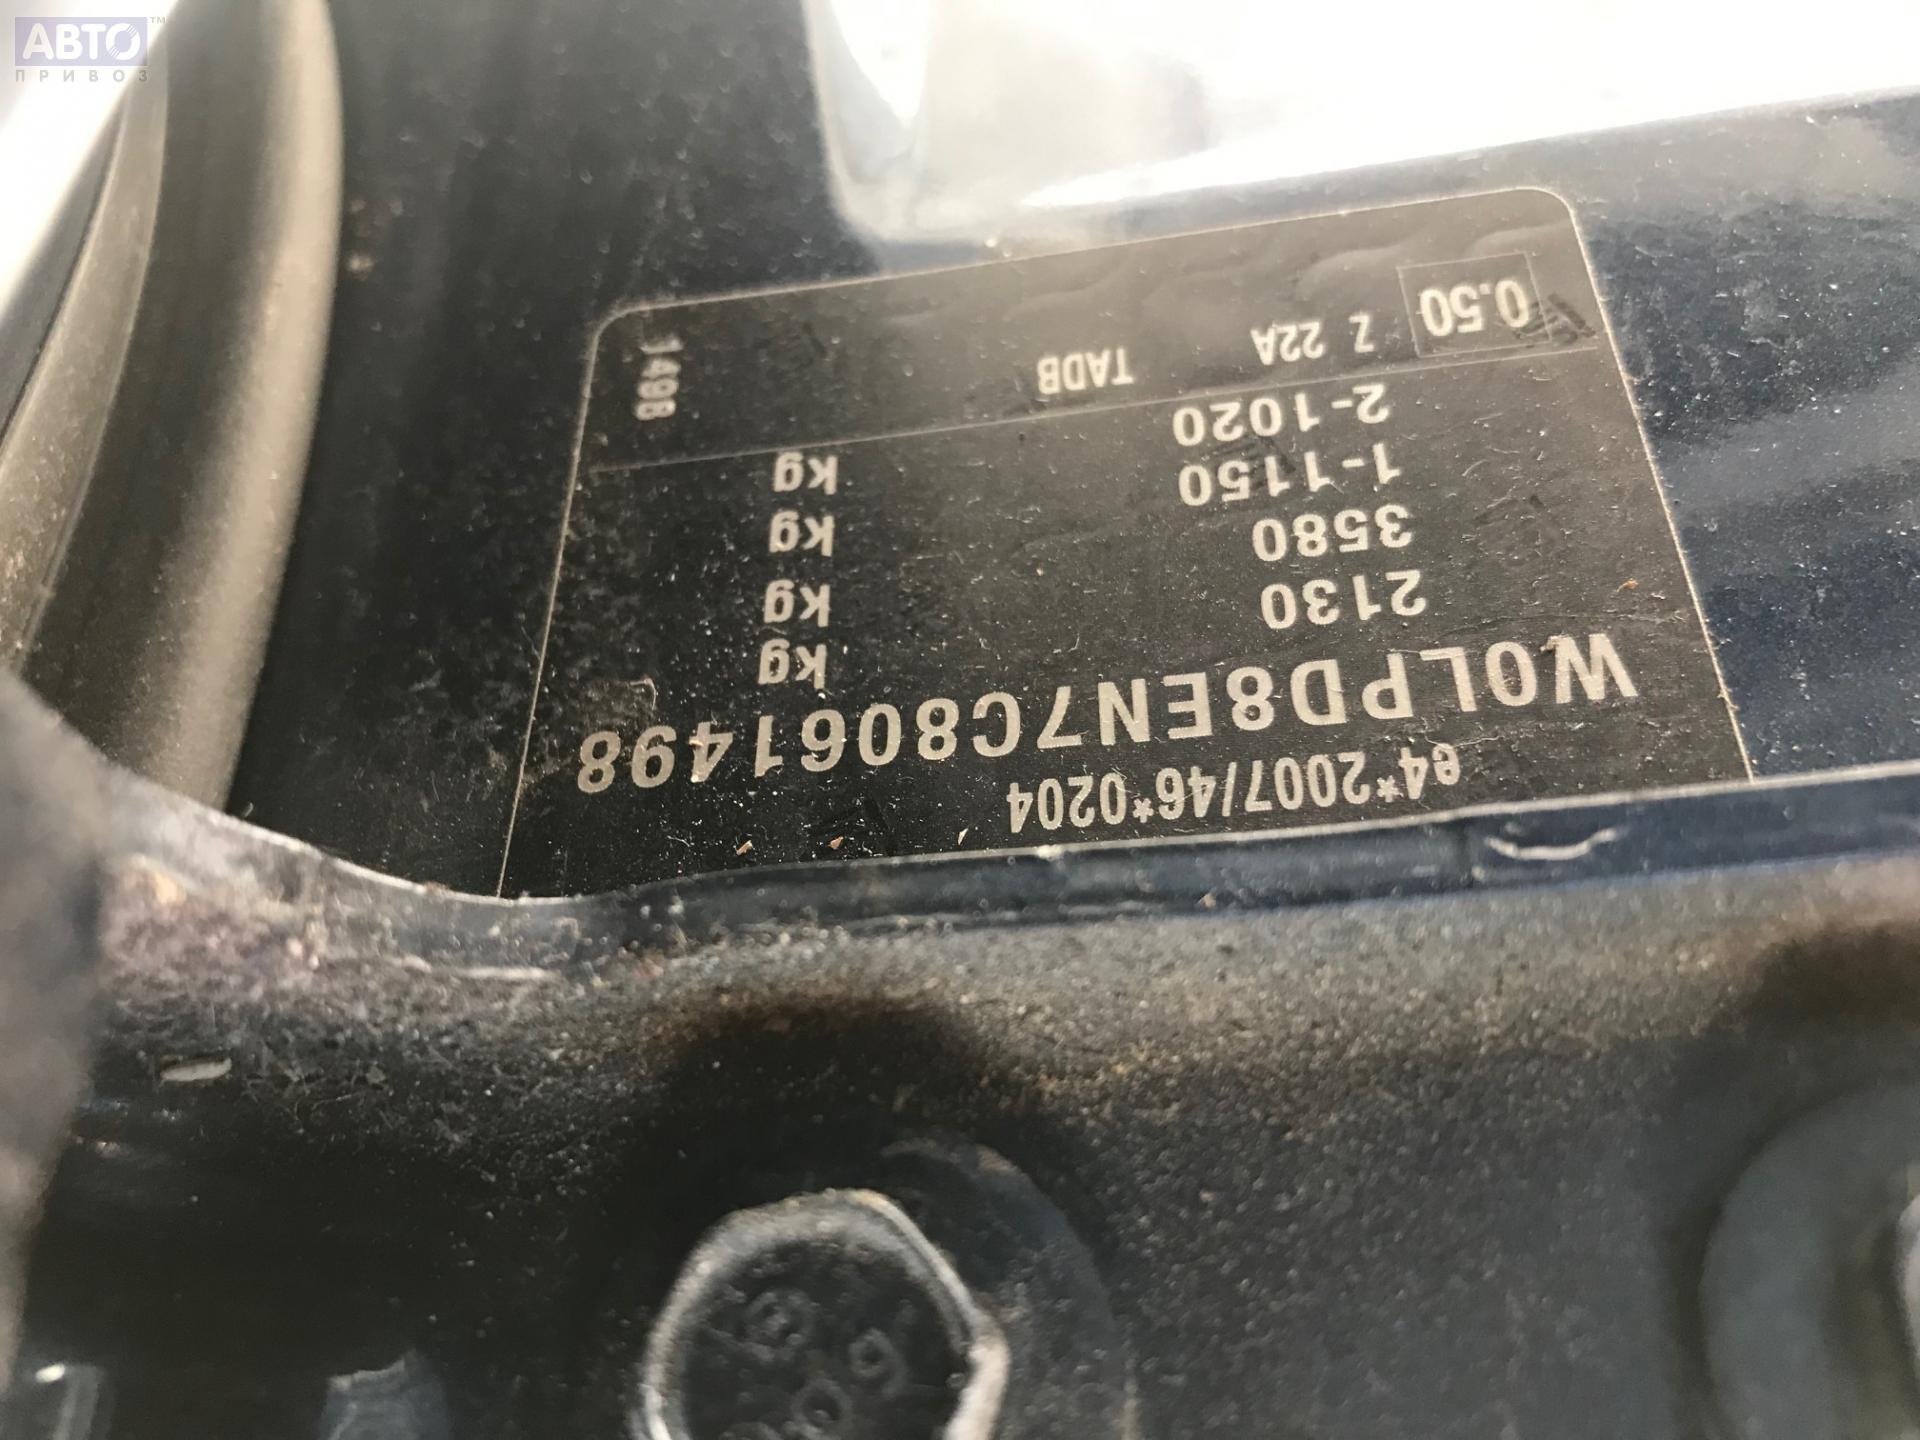 АВТО™
ПРИВОЗ
e4*2007/46*0204
W0LPD8EN7C8061498
2130 kg
3580 kg
1-1150 kg
2-1020 kg
0.50 Z 22A TADB 1498